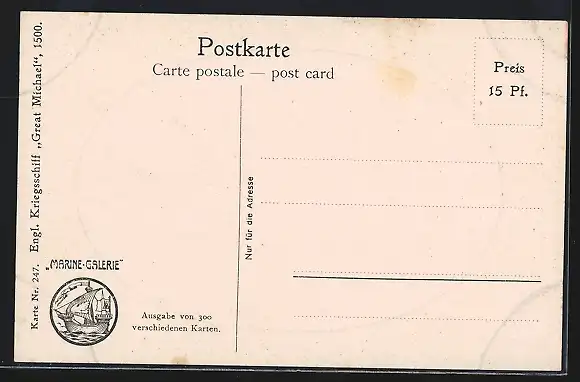 Postkarte
Carte postale — post card
Preis
15 Pf.
Karte Nr. 247. Engl. Kriegsschiff „Great Michael“, 1500.
Nur für die Adresse
„MARINE-GALERIE“
Ausgabe von 300
verschiedenen Karten.